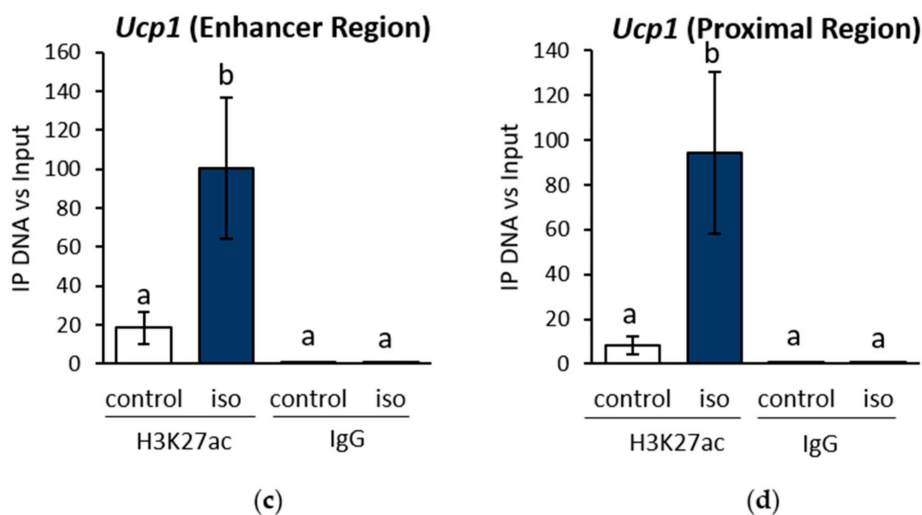 Ucp1 (Enhancer Region)
160
140
120
100
80
60
40
20
0
IP DNA vs Input
a
b
a
a
control
iso
control
iso
H3K27ac
IgG
(c)
Ucp1 (Proximal Region)
140
120
100
80
60
40
20
0
IP DNA vs Input
a
b
a
a
control
iso
control
iso
H3K27ac
IgG
(d)